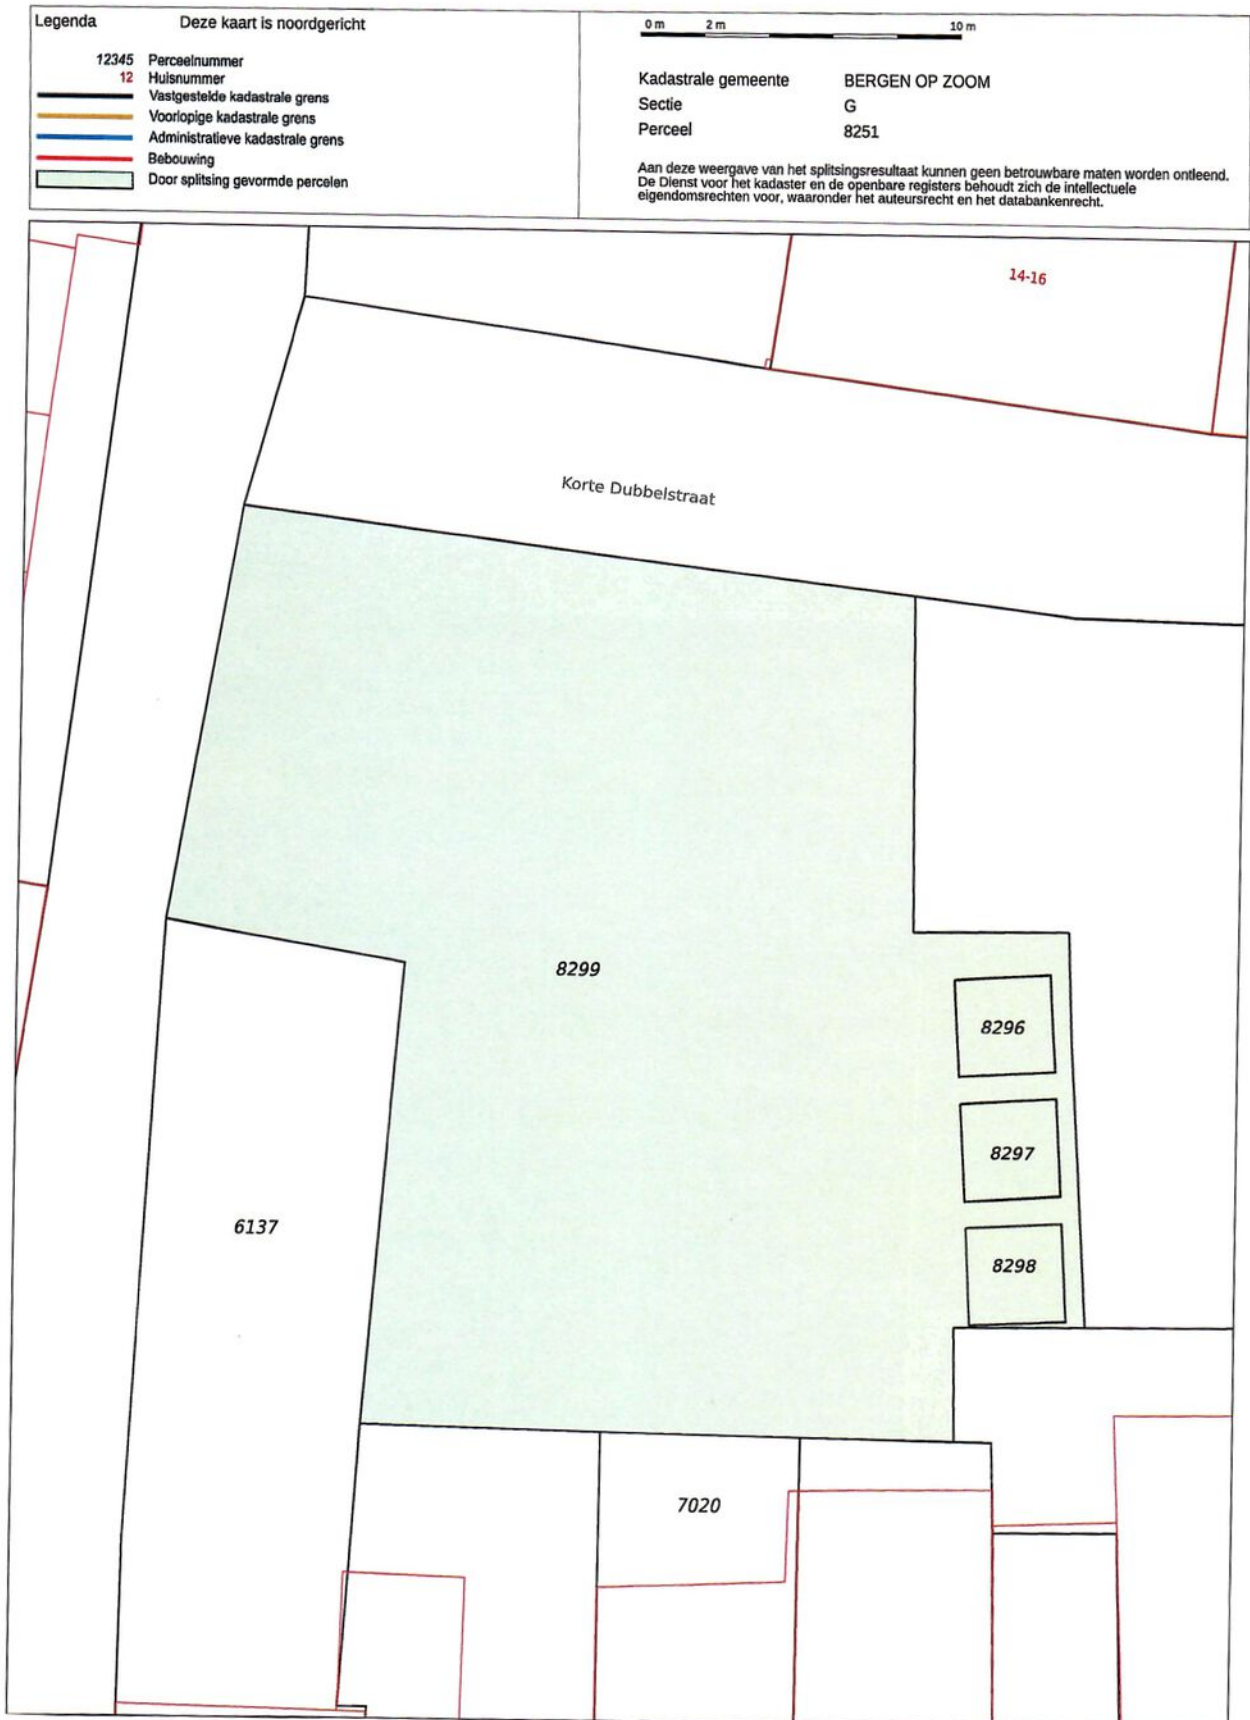 Legenda
Deze kaart is noordgericht
12345 Perceelnummer
12 Huisnummer
Vastgestelde kadastrale grens
Voorlopige kadastrale grens
Administratieve kadastrale grens
Bebouwing
Door splitsing gevormde percelen
0 m 2 m 10 m
Kadastrale gemeente BERGEN OP ZOOM
Sectie G
Perceel 8251
Aan deze weergave van het splitsingsresultaat kunnen geen betrouwbare maten worden ontleend.
De Dienst voor het kadaster en de openbare registers behoudt zich de intellectuele
eigendomsrechten voor, waaronder het auteursrecht en het databankenrecht.
14-16
Korte Dubbelstraat
8299
8296
8297
6137
8298
7020